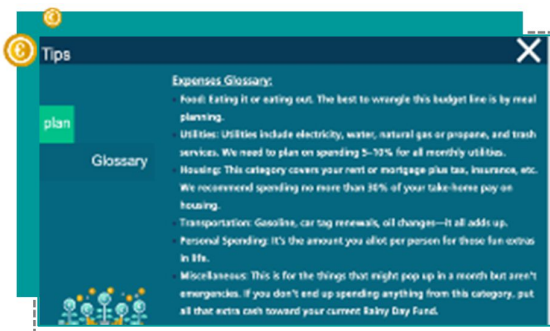 Tips
plan
Glossary
Expenses Glossary:
• Food: Eating it or eating out. The best to wrangle this budget line is by meal
planning.
• Utilities: Utilities include electricity, water, natural gas or propane, and trash
services. We need to plan on spending 5–10% for all monthly utilities.
• Housing: This category covers your rent or mortgage plus tax, insurance, etc.
We recommend spending no more than 30% of your take-home pay on
housing.
• Transportation: Gasoline, car tag renewals, oil changes—it all adds up.
• Personal Spending: It's the amount you allot per person for those fun extras
in life.
• Miscellaneous: This is for the things that might pop up in a month but aren't
emergencies. If you don't end up spending anything from this category, put
all that extra cash toward your current Rainy Day Fund.